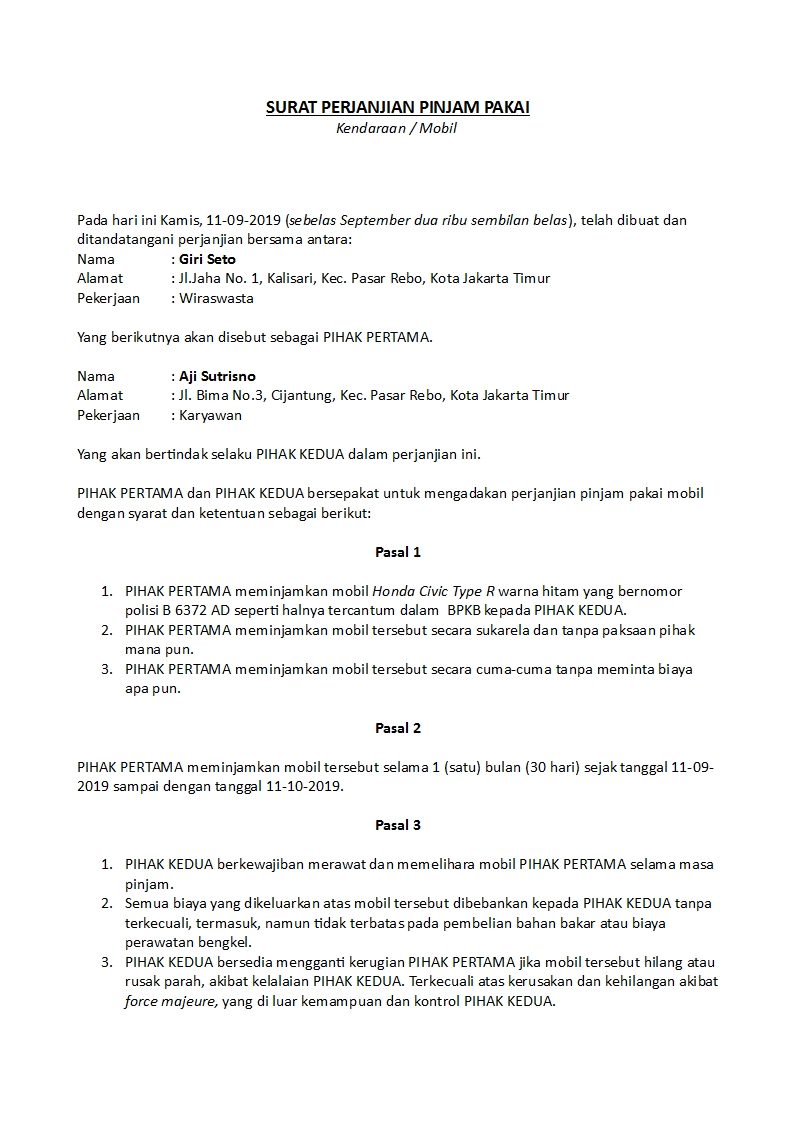 SURAT PERJANJIAN PINJAM PAKAI
Kendaraan / Mobil
Pada hari ini Kamis, 11-09-2019 (sebelas September dua ribu sembilan belas), telah dibuat dan
ditandatangani perjanjian bersama antara:
Nama : Giri Seto
Alamat : Jl.Jaha No. 1, Kalisari, Kec. Pasar Rebo, Kota Jakarta Timur
Pekerjaan : Wiraswasta
Yang berikutnya akan disebut sebagai PIHAK PERTAMA.
Nama : Aji Sutrisno
Alamat : Jl. Bima No.3, Cijantung, Kec. Pasar Rebo, Kota Jakarta Timur
Pekerjaan : Karyawan
Yang akan bertindak selaku PIHAK KEDUA dalam perjanjian ini.
PIHAK PERTAMA dan PIHAK KEDUA bersepakat untuk mengadakan perjanjian pinjam pakai mobil
dengan syarat dan ketentuan sebagai berikut:
Pasal 1
1. PIHAK PERTAMA meminjamkan mobil Honda Civic Type R warna hitam yang bernomor
polisi B 6372 AD seperti halnya tercantum dalam BPKB kepada PIHAK KEDUA.
2. PIHAK PERTAMA meminjamkan mobil tersebut secara sukarela dan tanpa paksaan pihak
mana pun.
3. PIHAK PERTAMA meminjamkan mobil tersebut secara cuma-cuma tanpa meminta biaya
apa pun.
Pasal 2
PIHAK PERTAMA meminjamkan mobil tersebut selama 1 (satu) bulan (30 hari) sejak tanggal 11-09-
2019 sampai dengan tanggal 11-10-2019.
Pasal 3
1. PIHAK KEDUA berkewajiban merawat dan memelihara mobil PIHAK PERTAMA selama masa
pinjam.
2. Semua biaya yang dikeluarkan atas mobil tersebut dibebankan kepada PIHAK KEDUA tanpa
terkecuali, termasuk, namun tidak terbatas pada pembelian bahan bakar atau biaya
perawatan bengkel.
3. PIHAK KEDUA bersedia mengganti kerugian PIHAK PERTAMA jika mobil tersebut hilang atau
rusak parah, akibat kelalaian PIHAK KEDUA. Terkecuali atas kerusakan dan kehilangan akibat
force majeure, yang di luar kemampuan dan kontrol PIHAK KEDUA.